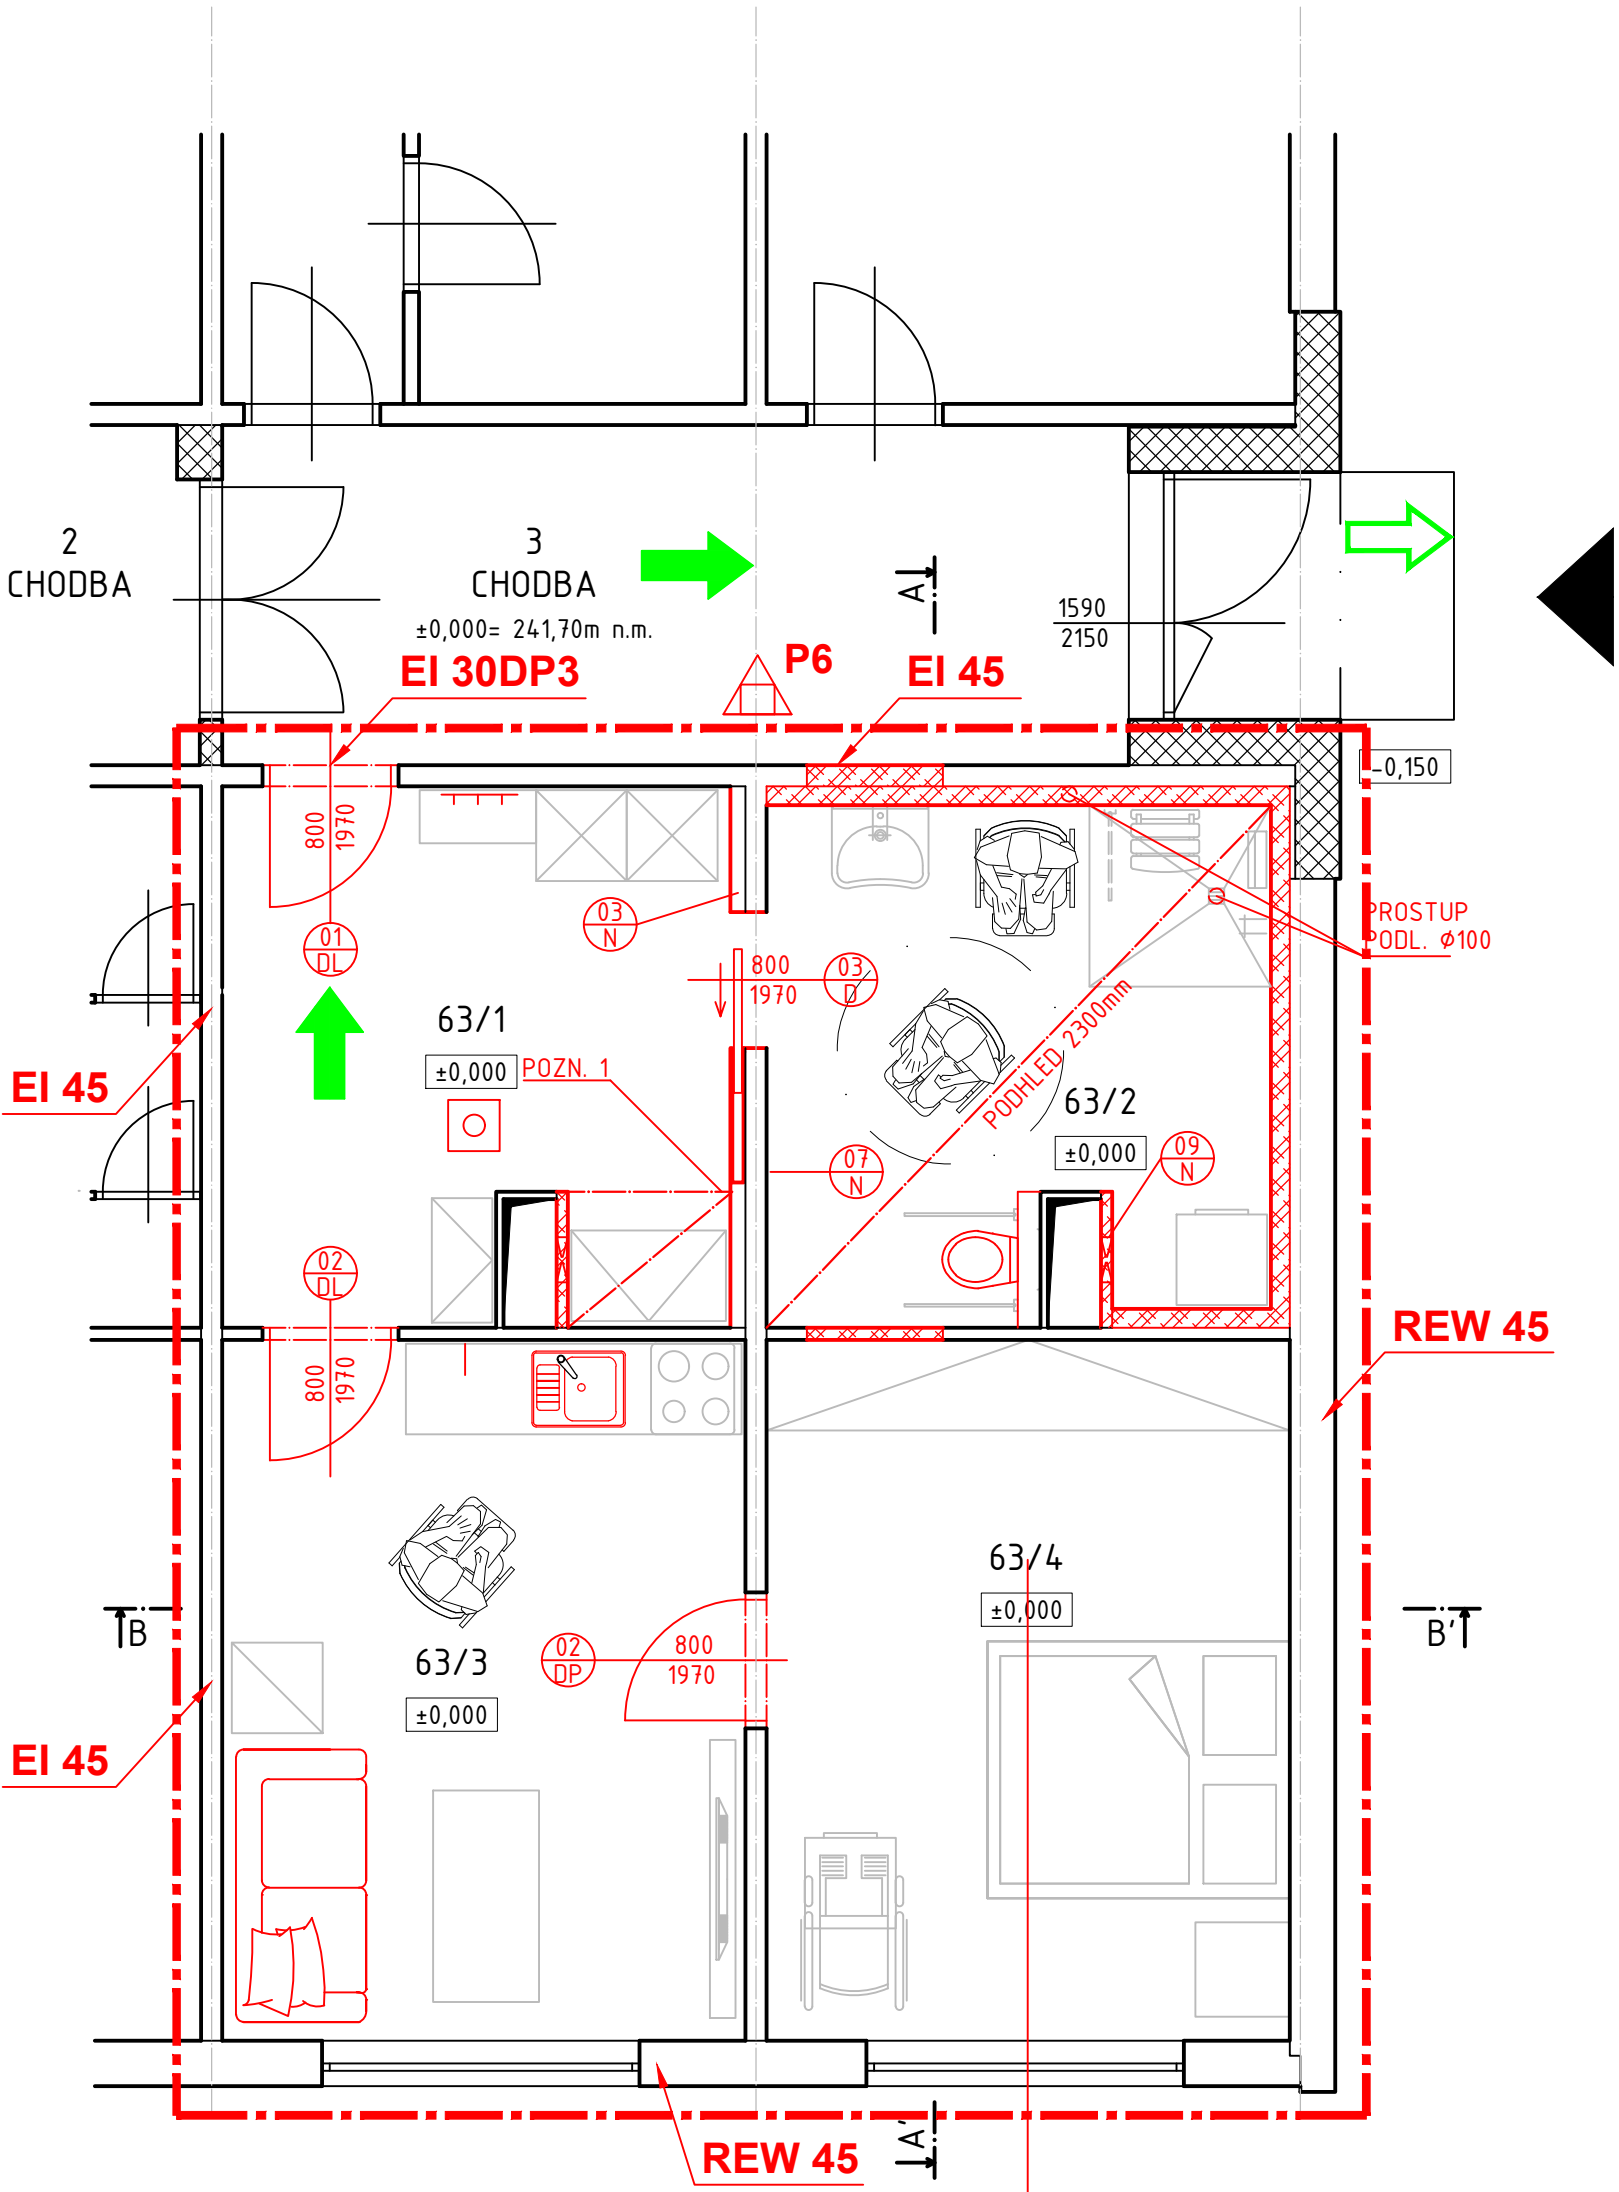 2
CHODBA
3
CHODBA
±0,000= 241,70m n.m.
EI 30DP3
P6
EI 45
A
1590
2150
-0,150
800
1970
01
DL
03
N
800
1970
03
D
PROSTUP
PODL. Φ100
63/1
±0,000
POZN. 1
EI 45
PODHLED 2300mm
63/2
±0,000
07
N
09
N
02
DL
800
1970
REW 45
63/4
±0,000
B
B'
63/3
±0,000
02
DP
800
1970
EI 45
A'
REW 45